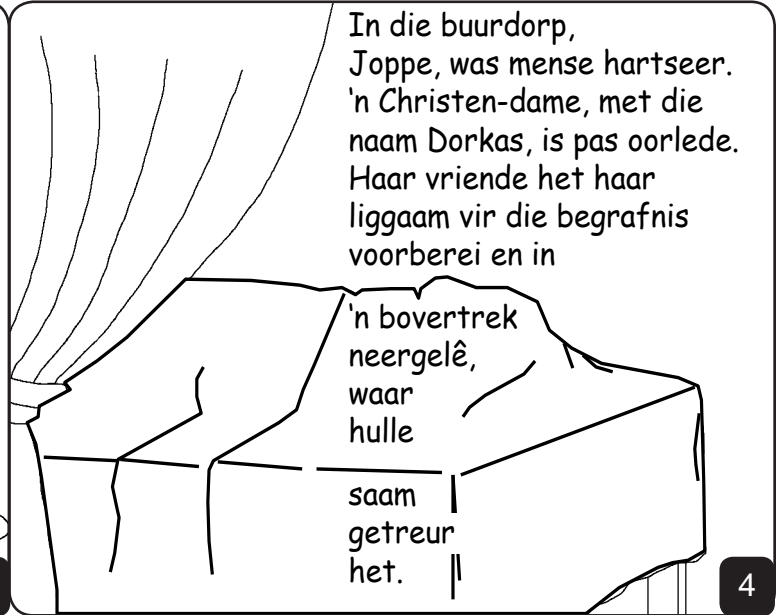 In die buurdorp,
Joppe, was mense hartseer.
‘n Christen-dame, met die
naam Dorkas, is pas oorlede.
Haar vriende het haar
liggaam vir die begrafnis
voorberei en in
‘n bovertrek
neergelê,
waar
hulle
saam
getreur
het.
4